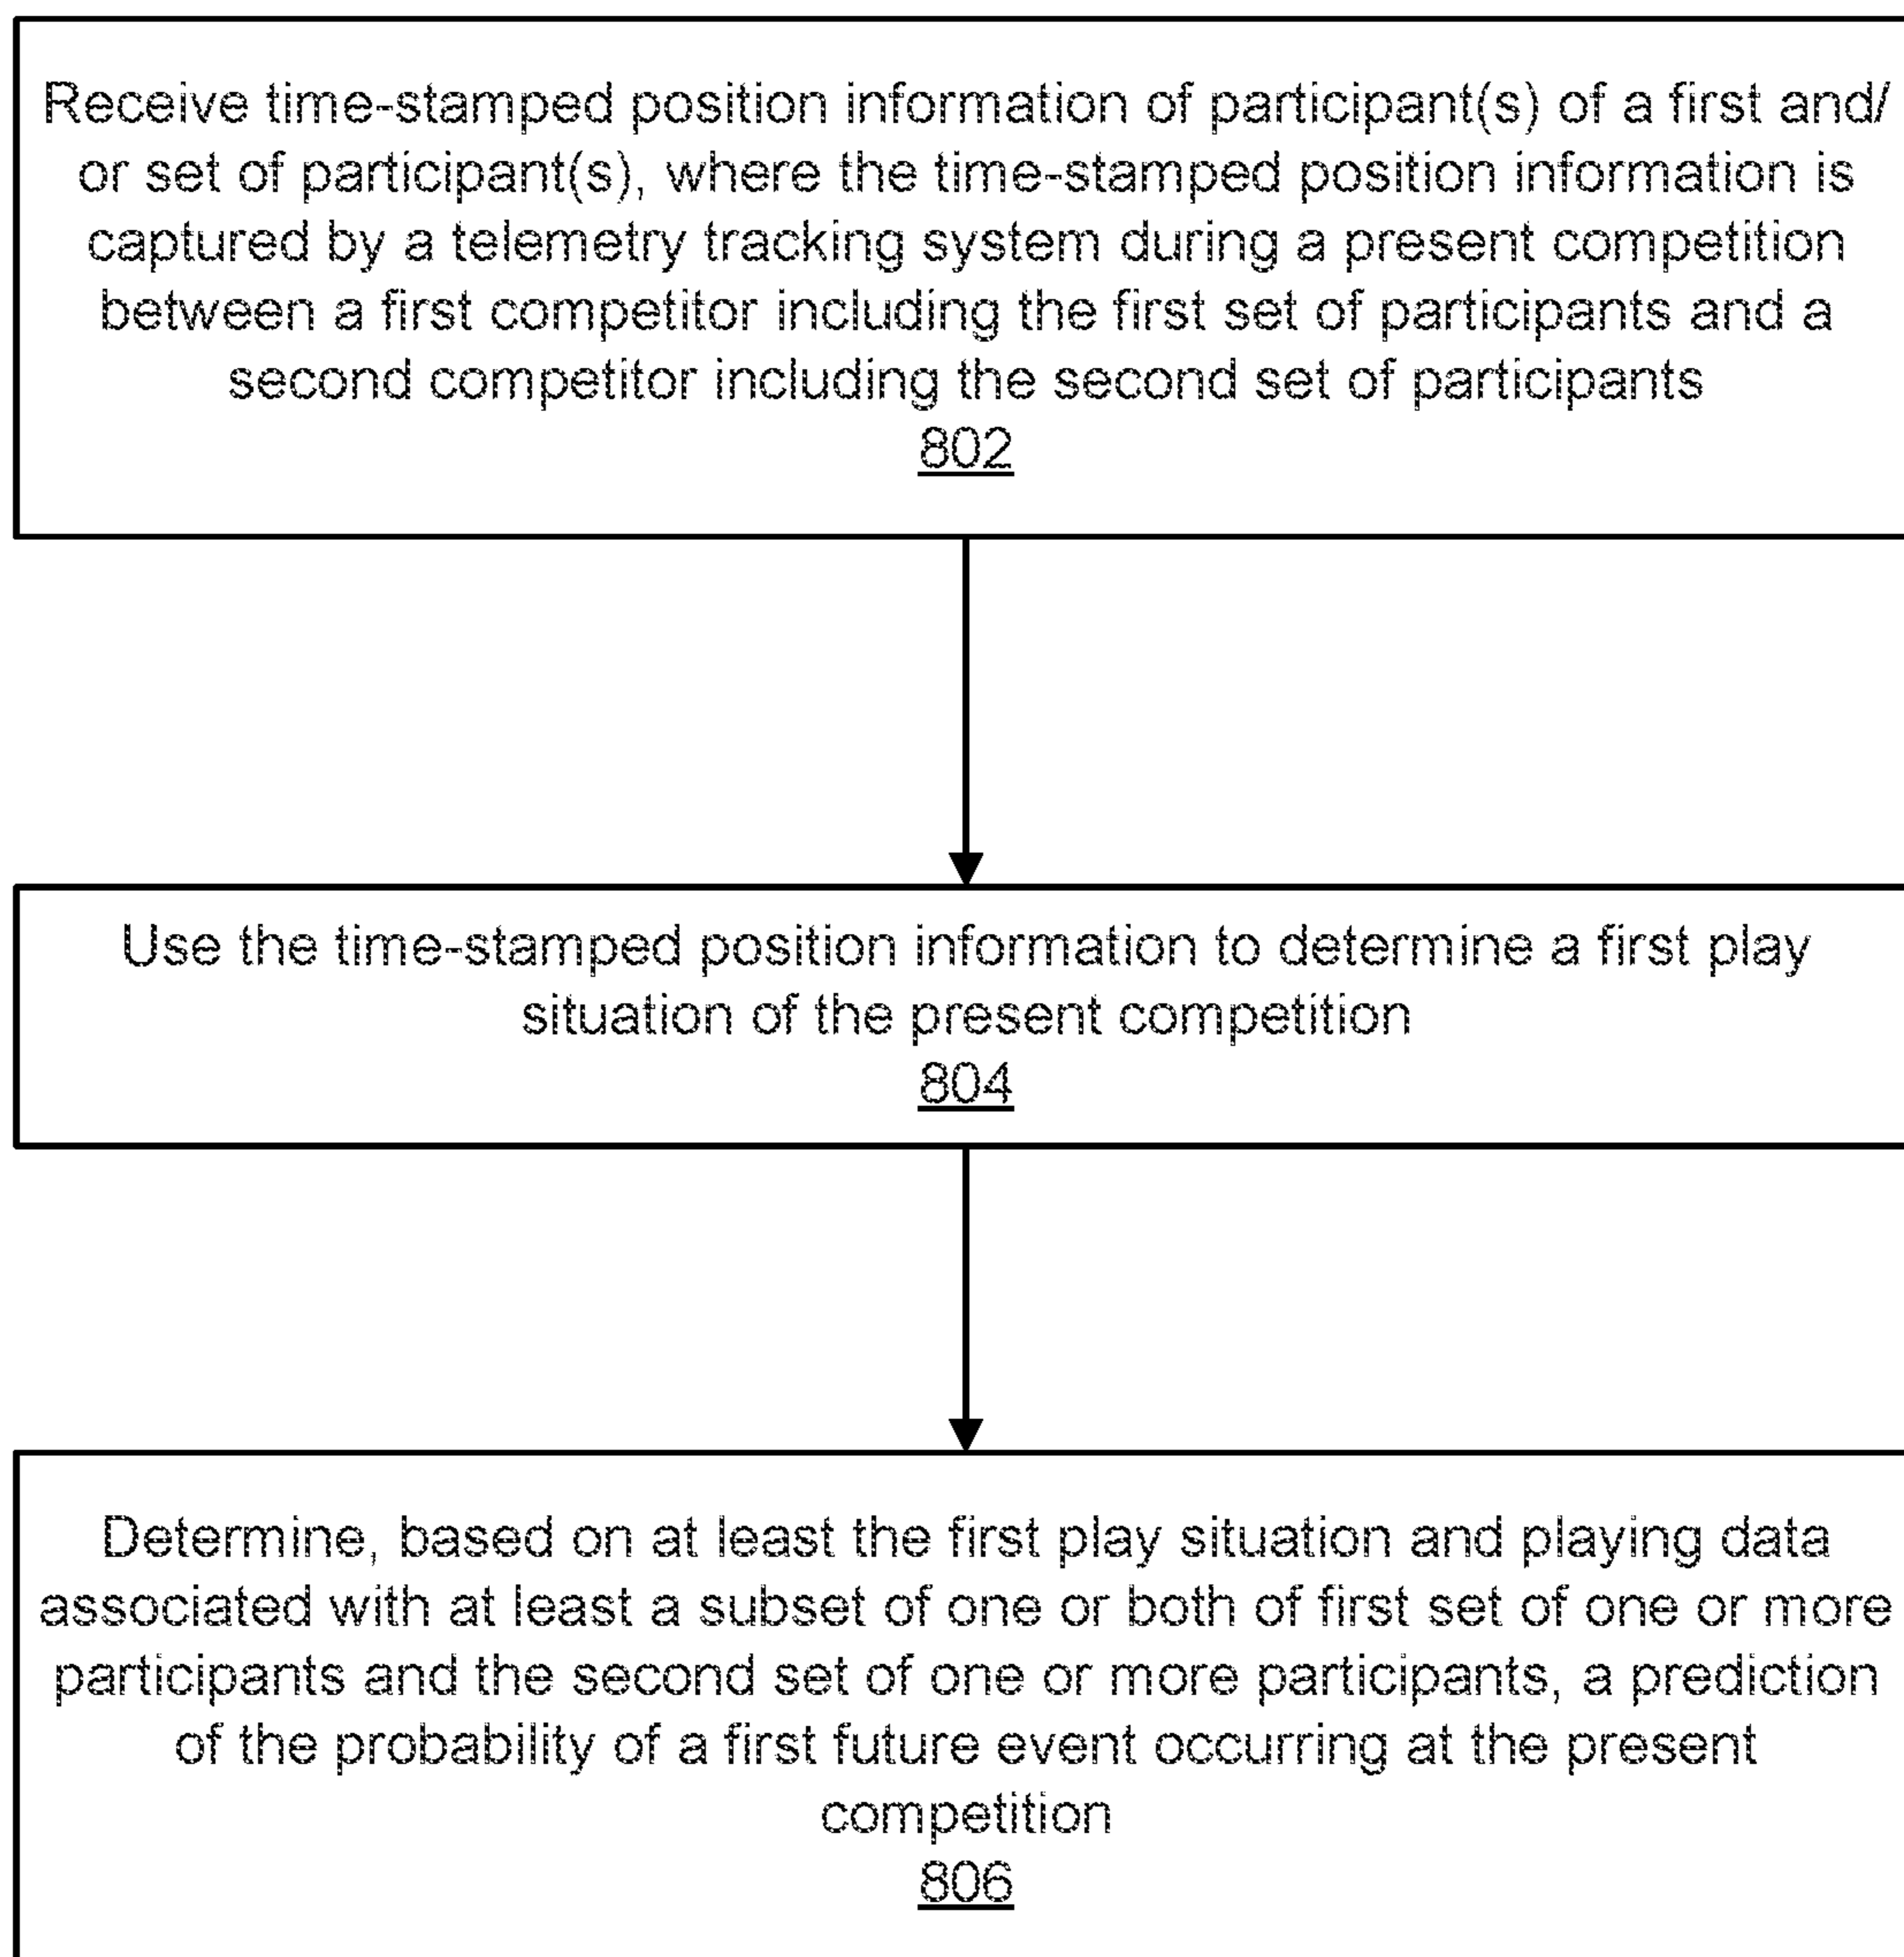 Receive time-stamped position information of participant(s) of a first and/
or set of participant(s), where the time-stamped position information is
captured by a telemetry tracking system during a present competition
between a first competitor including the first set of participants and a
second competitor including the second set of participants
802
Use the time-stamped position information to determine a first play
situation of the present competition
804
Determine, based on at least the first play situation and playing data
associated with at least a subset of one or both of first set of one or more
participants and the second set of one or more participants, a prediction
of the probability of a first future event occurring at the present
competition
806